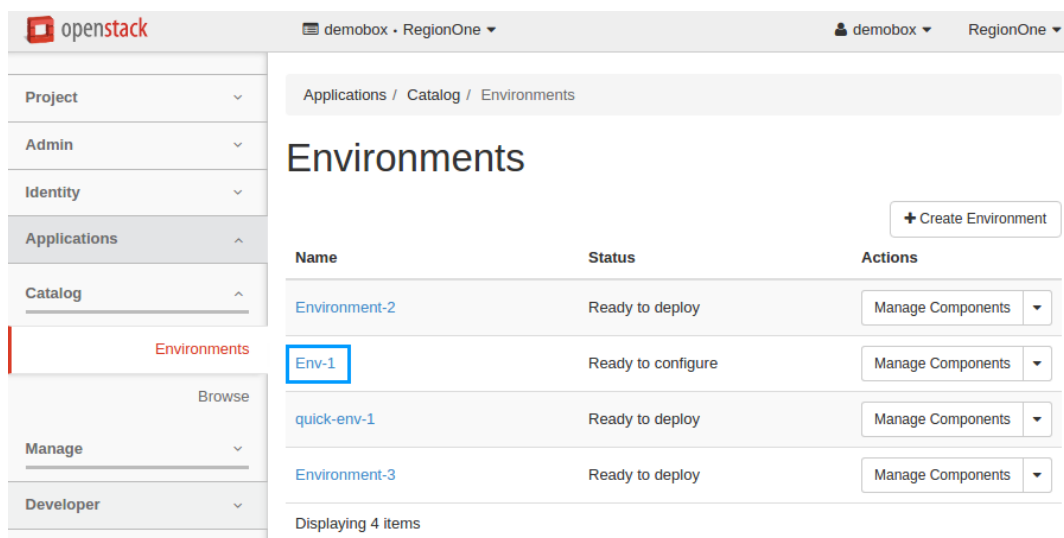 openstack
demobox • RegionOne
demobox
RegionOne
Project
Admin
Identity
Applications
Catalog
Environments
Browse
Manage
Developer
Applications / Catalog / Environments
Environments
+ Create Environment
Name Status Actions
Environment-2 Ready to deploy Manage Components
Env-1 Ready to configure Manage Components
quick-env-1 Ready to deploy Manage Components
Environment-3 Ready to deploy Manage Components
Displaying 4 items